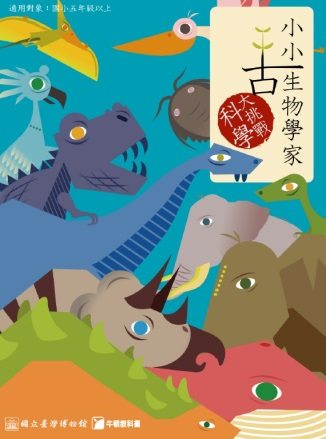 適用對象：國小五年級以上
小小古生物學家
科學大挑戰
國立臺灣博物館 牛頓教科書